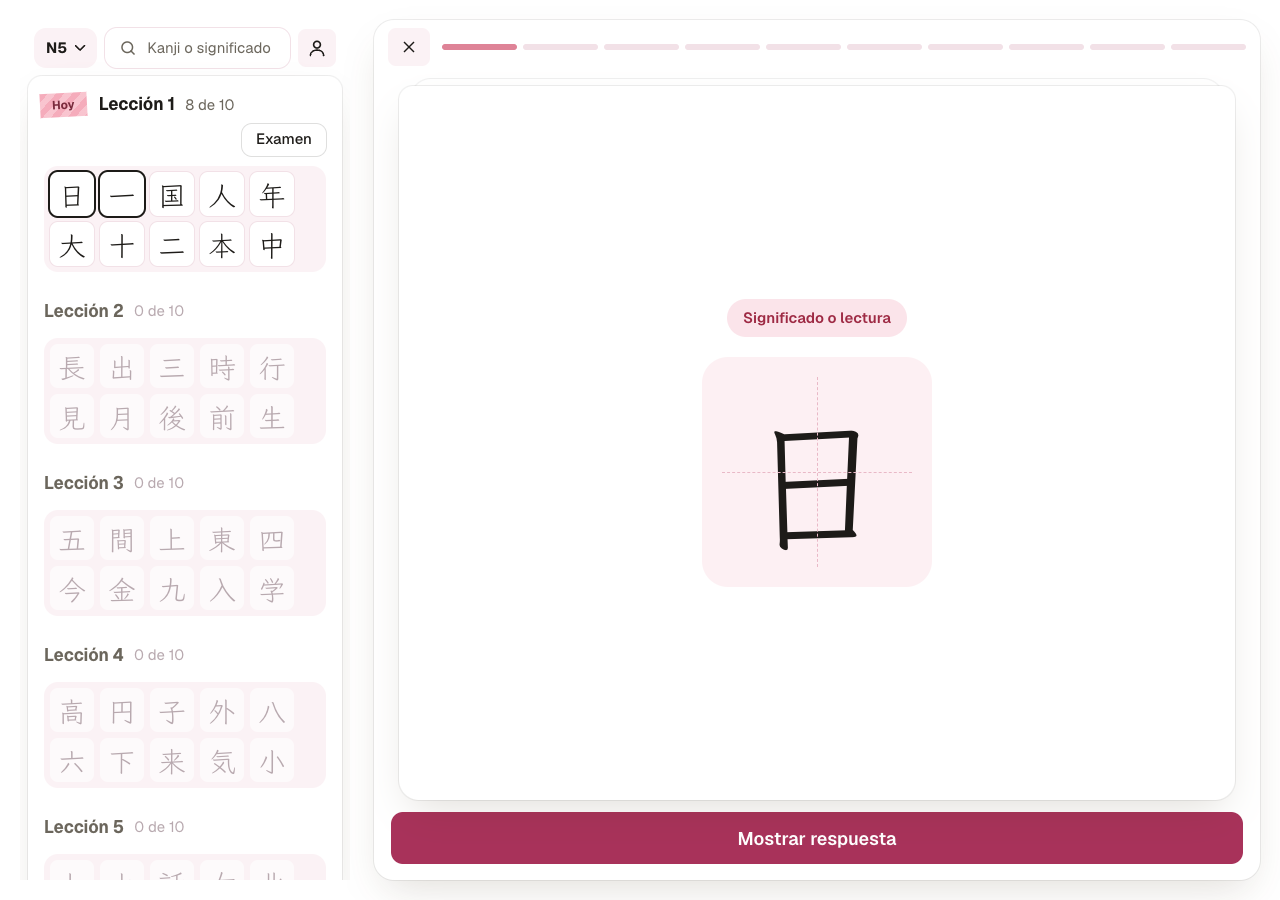 N5
Kanji o significado
Hoy Lección 1 8 de 10
Examen
日 一 国 人 年
大 十 二 本 中
Lección 2 0 de 10
長 出 三 時 行
見 月 後 前 生
Lección 3 0 de 10
五 間 上 東 四
今 金 九 入 学
Lección 4 0 de 10
高 円 子 外 八
六 下 来 気 小
Lección 5 0 de 10
Significado o lectura
日
Mostrar respuesta